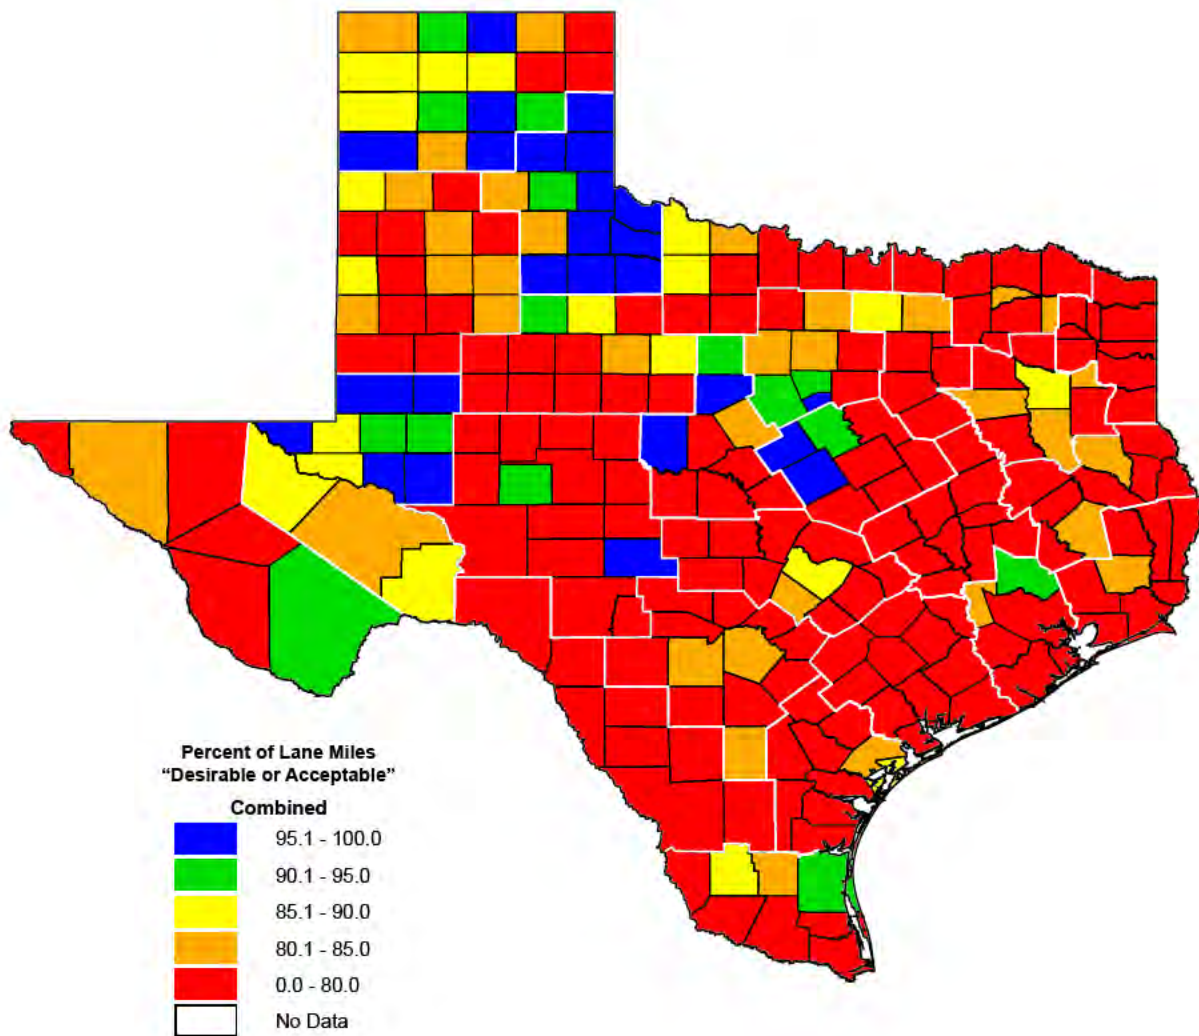 Percent of Lane Miles
“Desirable or Acceptable”
Combined
95.1 - 100.0
90.1 - 95.0
85.1 - 90.0
80.1 - 85.0
0.0 - 80.0
No Data